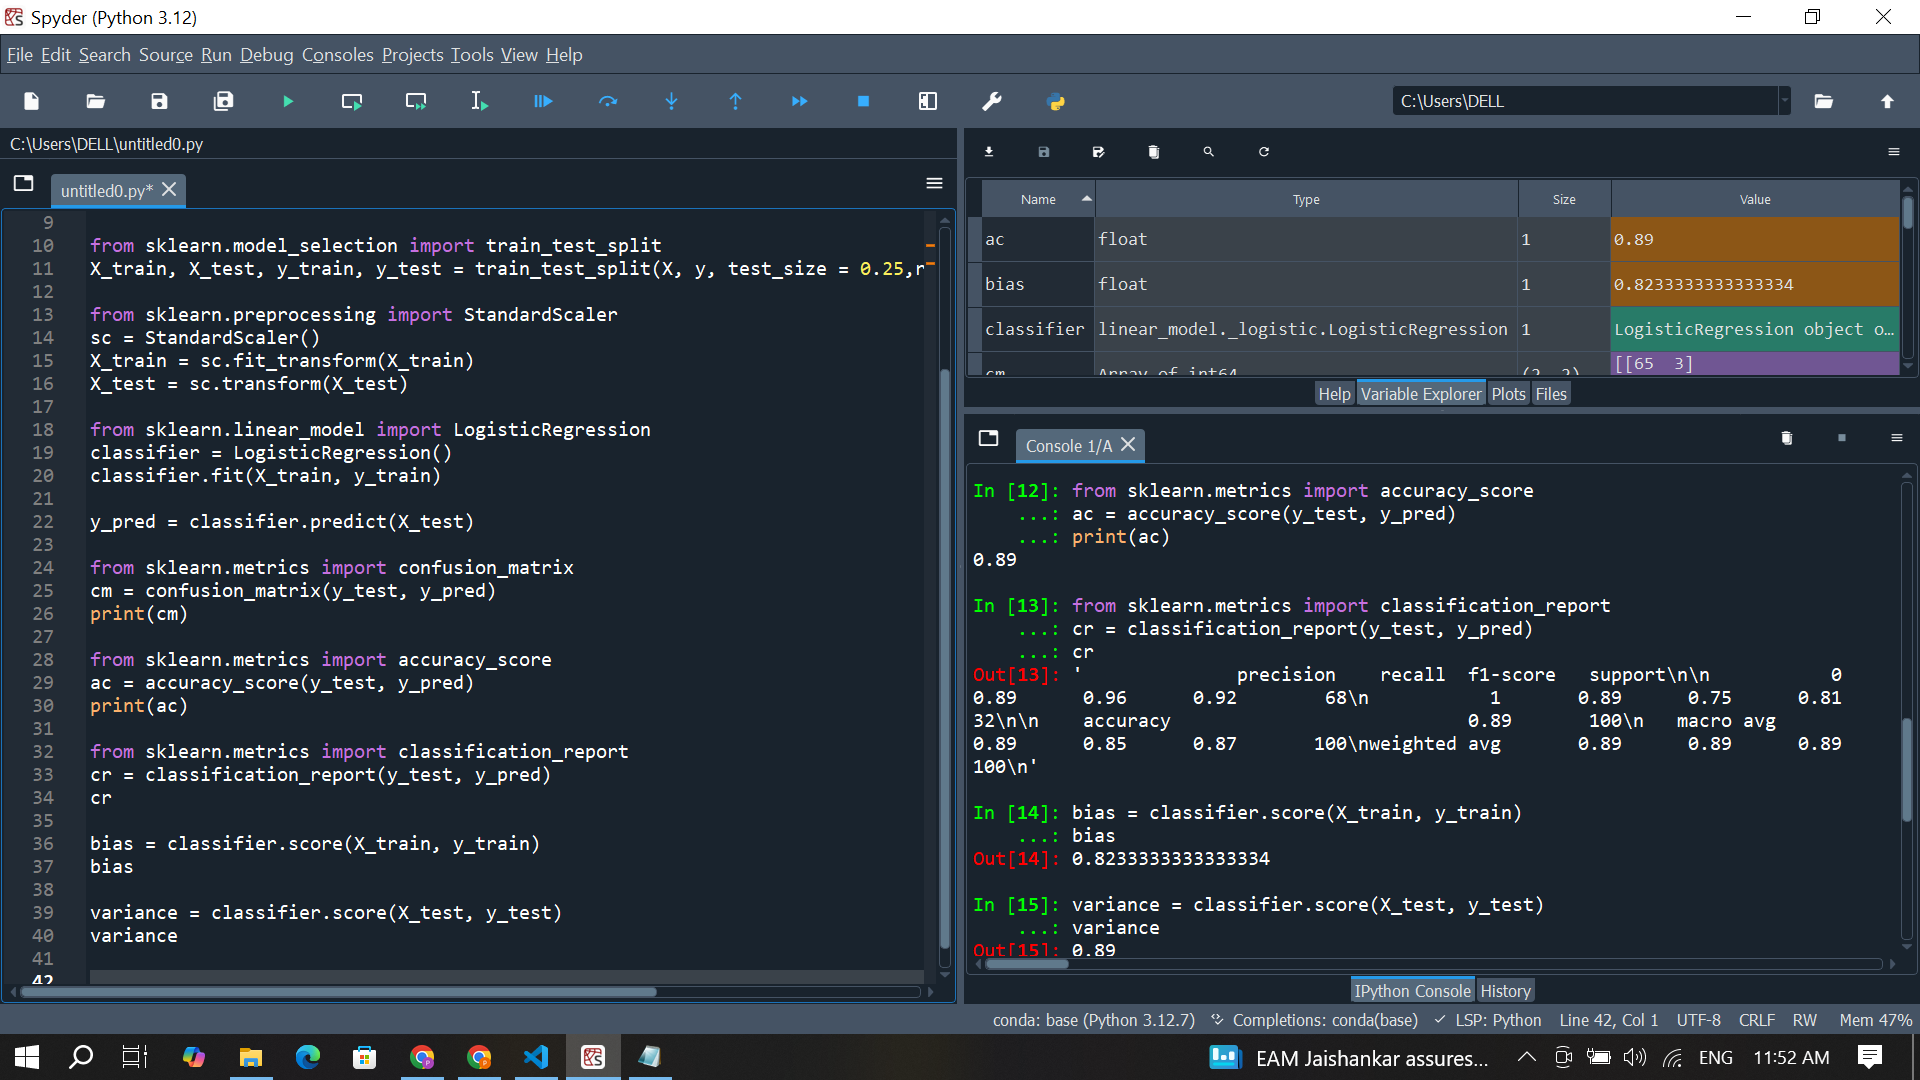 Spyder (Python 3.12)
File Edit Search Source Run Debug Consoles Projects Tools View Help
C:\Users\DELL
C:\Users\DELL\untitled0.py
untitled0.py*
9
10 from sklearn.model_selection import train_test_split
11 X_train, X_test, y_train, y_test = train_test_split(X, y, test_size = 0.25,r
12
13 from sklearn.preprocessing import StandardScaler
14 sc = StandardScaler()
15 X_train = sc.fit_transform(X_train)
16 X_test = sc.transform(X_test)
17
18 from sklearn.linear_model import LogisticRegression
19 classifier = LogisticRegression()
20 classifier.fit(X_train, y_train)
21
22 y_pred = classifier.predict(X_test)
23
24 from sklearn.metrics import confusion_matrix
25 cm = confusion_matrix(y_test, y_pred)
26 print(cm)
27
28 from sklearn.metrics import accuracy_score
29 ac = accuracy_score(y_test, y_pred)
30 print(ac)
31
32 from sklearn.metrics import classification_report
33 cr = classification_report(y_test, y_pred)
34 cr
35
36 bias = classifier.score(X_train, y_train)
37 bias
38
39 variance = classifier.score(X_test, y_test)
40 variance
41
42
Name Type Size Value
ac float 1 0.89
bias float 1 0.8233333333333334
classifier linear_model._logistic.LogisticRegression 1 LogisticRegression object o…
cm Array of int64 (2, 2) [[65 3]
Help Variable Explorer Plots Files
Console 1/A
In [12]: from sklearn.metrics import accuracy_score
...: ac = accuracy_score(y_test, y_pred)
...: print(ac)
0.89
In [13]: from sklearn.metrics import classification_report
...: cr = classification_report(y_test, y_pred)
...: cr
Out[13]: ' precision recall f1-score support\n\n 0
0.89 0.96 0.92 68\n 1 0.89 0.75 0.81
32\n\n accuracy 0.89 100\n macro avg
0.89 0.85 0.87 100\nweighted avg 0.89 0.89 0.89
100\n'
In [14]: bias = classifier.score(X_train, y_train)
...: bias
Out[14]: 0.8233333333333334
In [15]: variance = classifier.score(X_test, y_test)
...: variance
Out[15]: 0.89
IPython Console History
conda: base (Python 3.12.7) Completions: conda(base) LSP: Python Line 42, Col 1 UTF-8 CRLF RW Mem 47%
EAM Jaishankar assures... ENG 11:52 AM